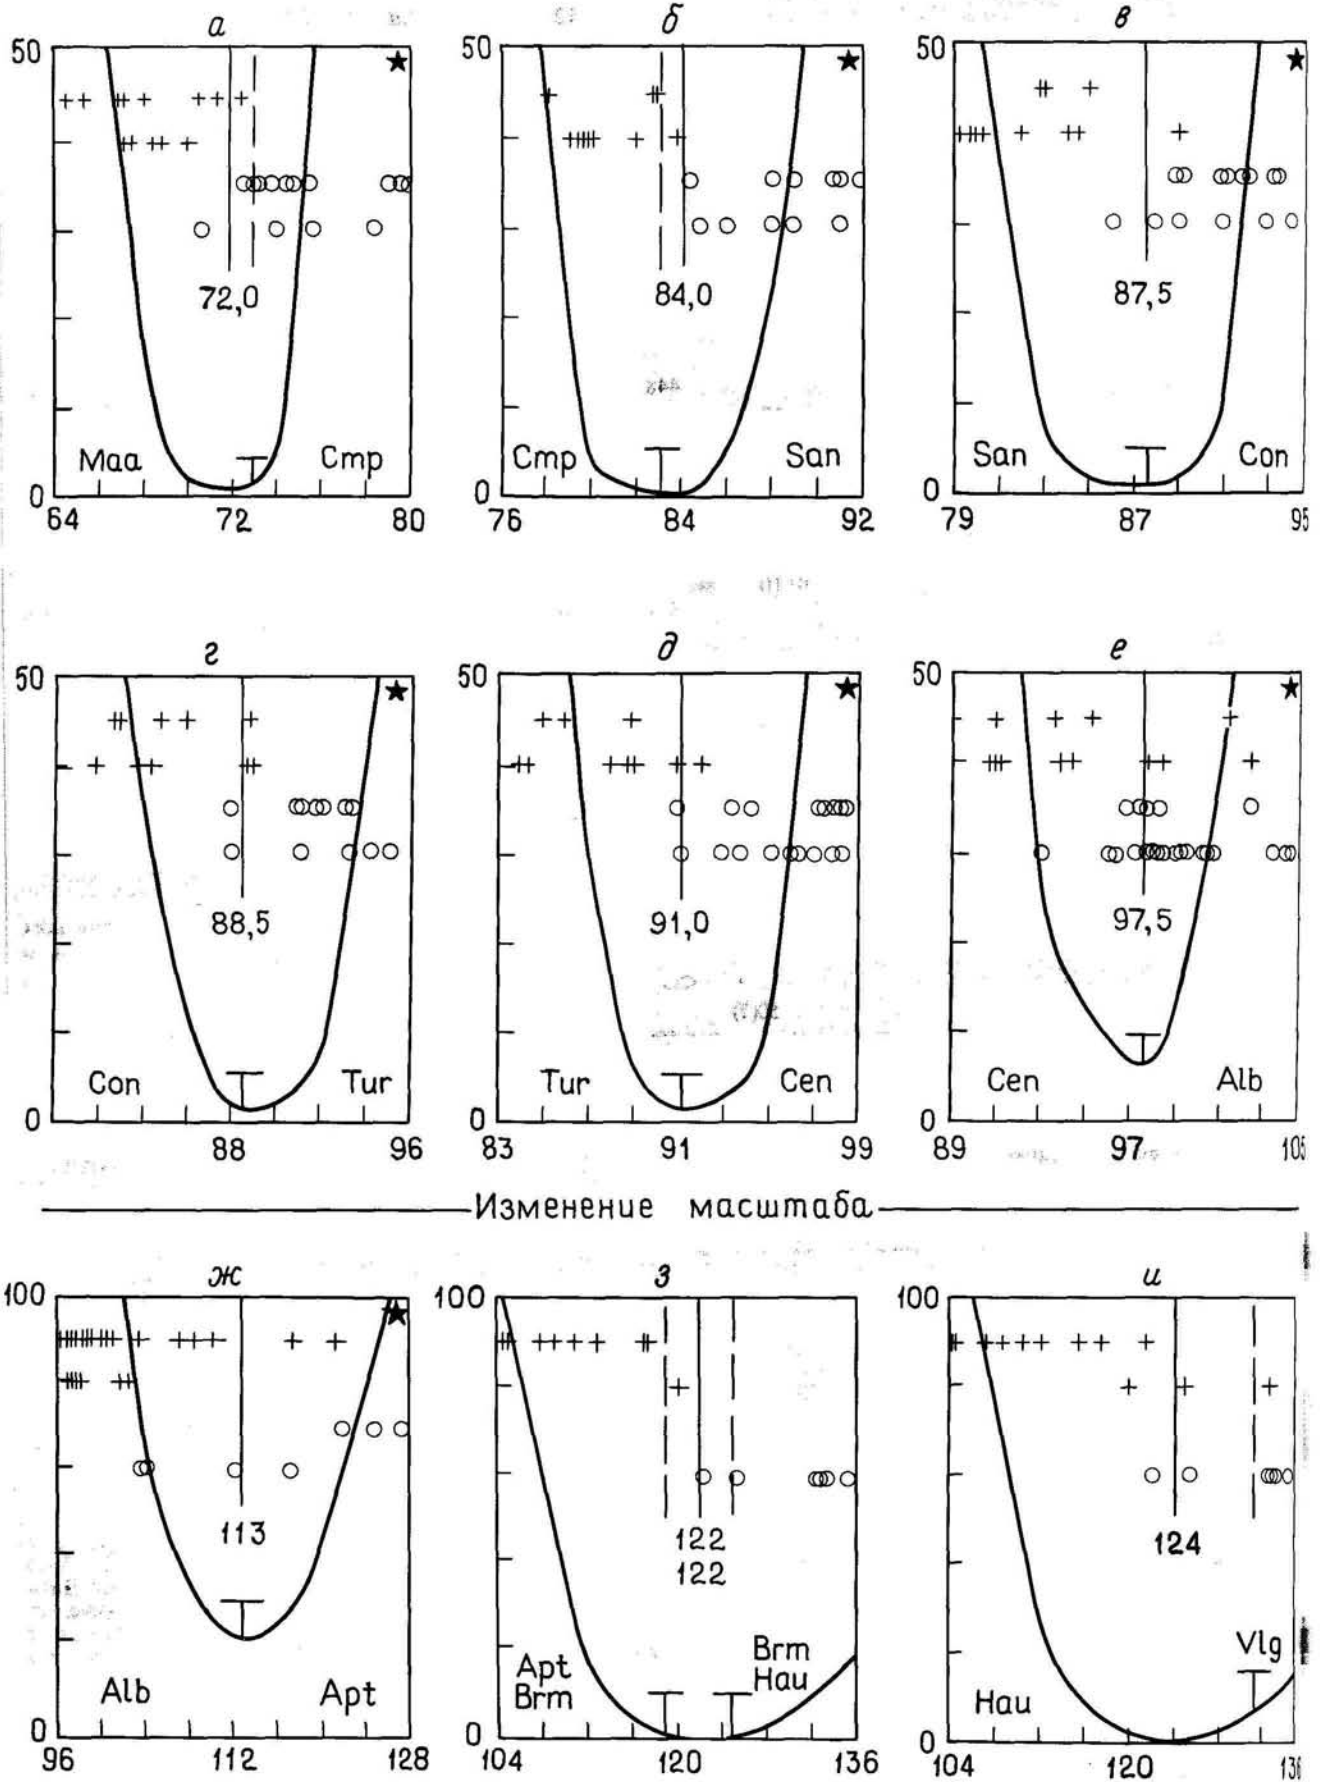 а б в
50 50
72,0 84,0 87,5
Maa Cmp Cmp San San Con
0 0 0
64 72 80 76 84 92 79 87 95
г д е
50 50 50
88,5 91,0 97,5
Con Tur Tur Cen Cen Alb
0 0 0
88 96 83 91 99 89 97 105
Изменение масштаба
ж з и
100 100 100
113 122 124
122
Alb Apt Apt Brm Hau Vlg
Brm Hau
0 0 0
96 112 128 104 120 136 104 120